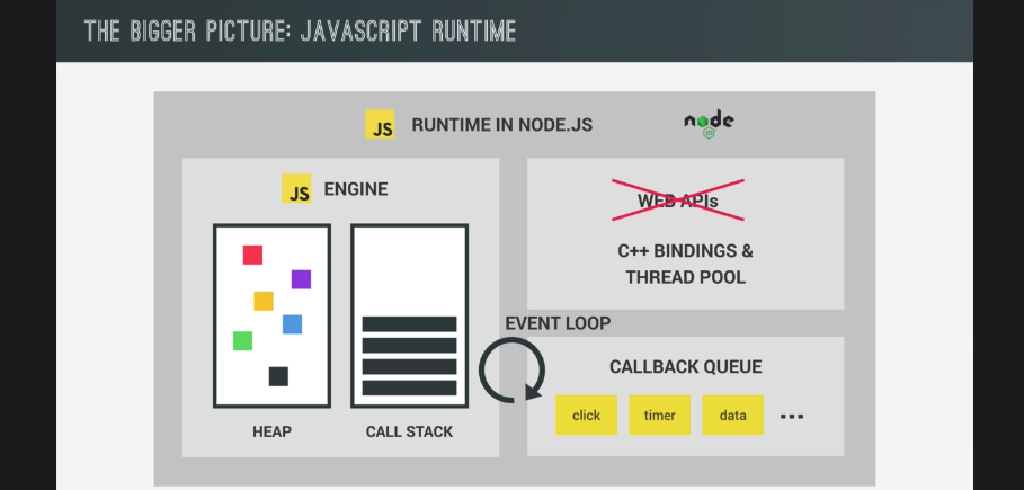 THE BIGGER PICTURE: JAVASCRIPT RUNTIME
JS RUNTIME IN NODE.JS
node
JS
JS ENGINE
WEB APIs
C++ BINDINGS &
THREAD POOL
EVENT LOOP
CALLBACK QUEUE
click timer data ...
HEAP CALL STACK